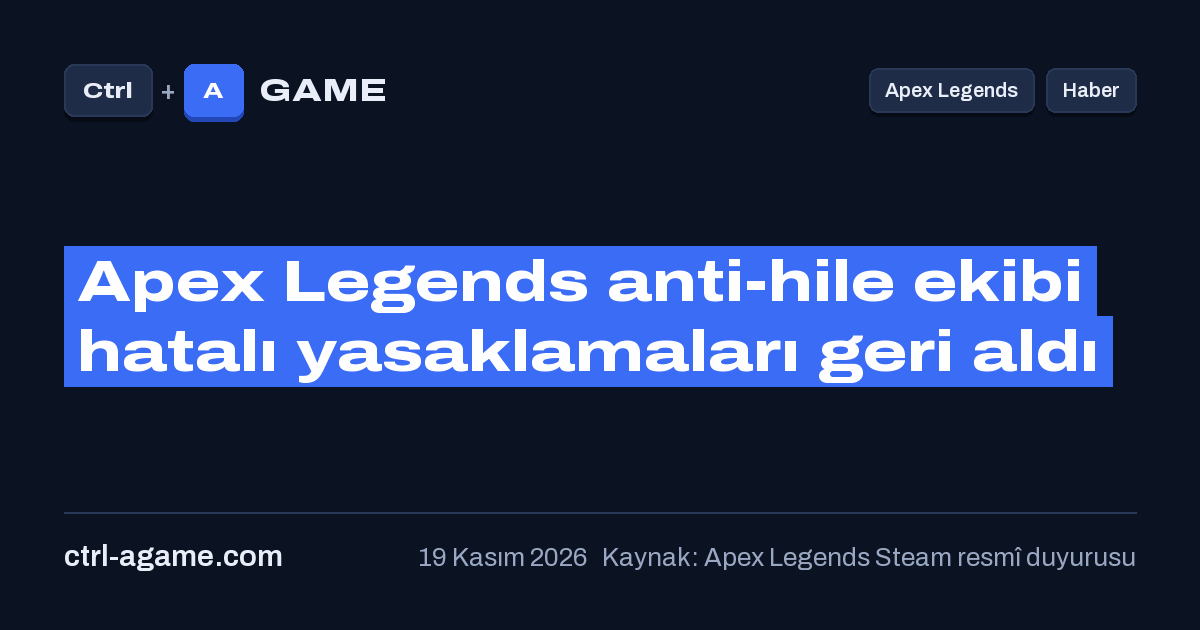 Ctrl + A GAME
Apex Legends Haber
Apex Legends anti-hile ekibi
hatalı yasaklamaları geri aldı
ctrl-agame.com
19 Kasım 2026 Kaynak: Apex Legends Steam resmî duyurusu